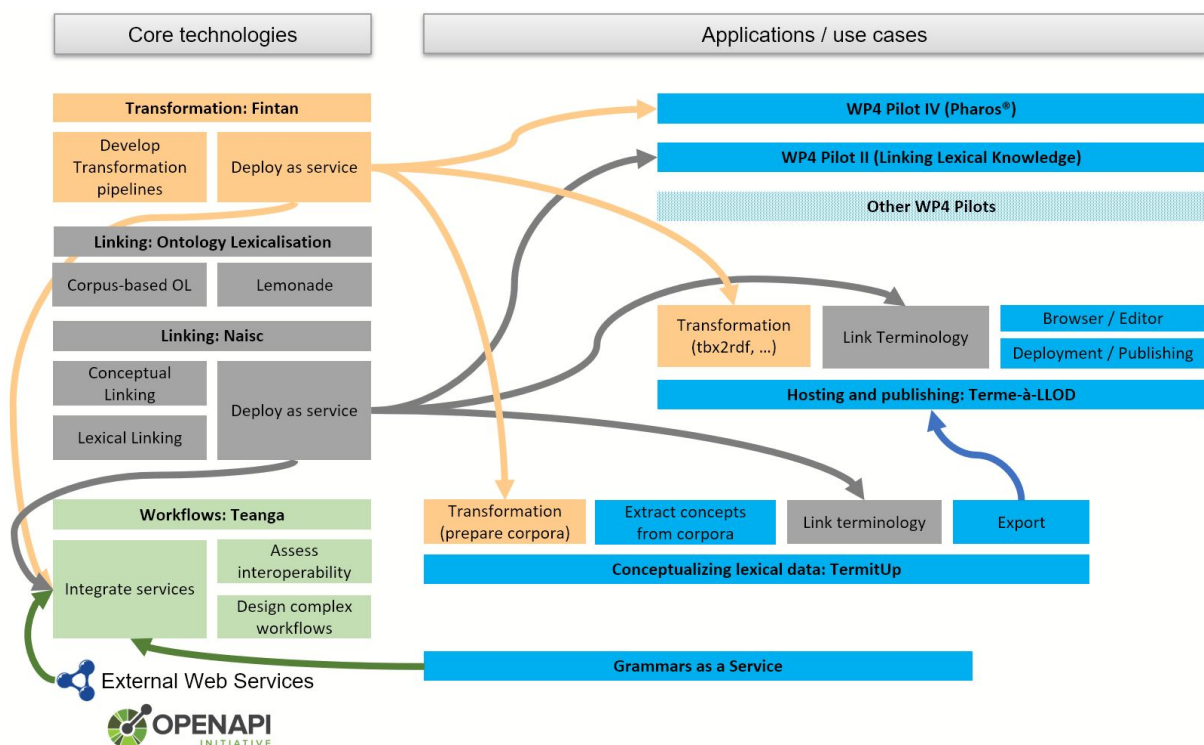 Core technologies
Applications / use cases
Transformation: Fintan
Develop
Transformation
pipelines
Deploy as service
Linking: Ontology Lexicalisation
Corpus-based OL
Lemonade
Linking: Naisc
Conceptual
Linking
Lexical Linking
Deploy as service
Workflows: Teanga
Integrate services
Assess
interoperability
Design complex
workflows
External Web Services
OPENAPI
INITIATIVE
WP4 Pilot IV (Pharos®)
WP4 Pilot II (Linking Lexical Knowledge)
Other WP4 Pilots
Transformation
(tbx2rdf, ...)
Link Terminology
Browser / Editor
Deployment / Publishing
Hosting and publishing: Terme-à-LLOD
Transformation
(prepare corpora)
Extract concepts
from corpora
Link terminology
Export
Conceptualizing lexical data: TermitUp
Grammars as a Service